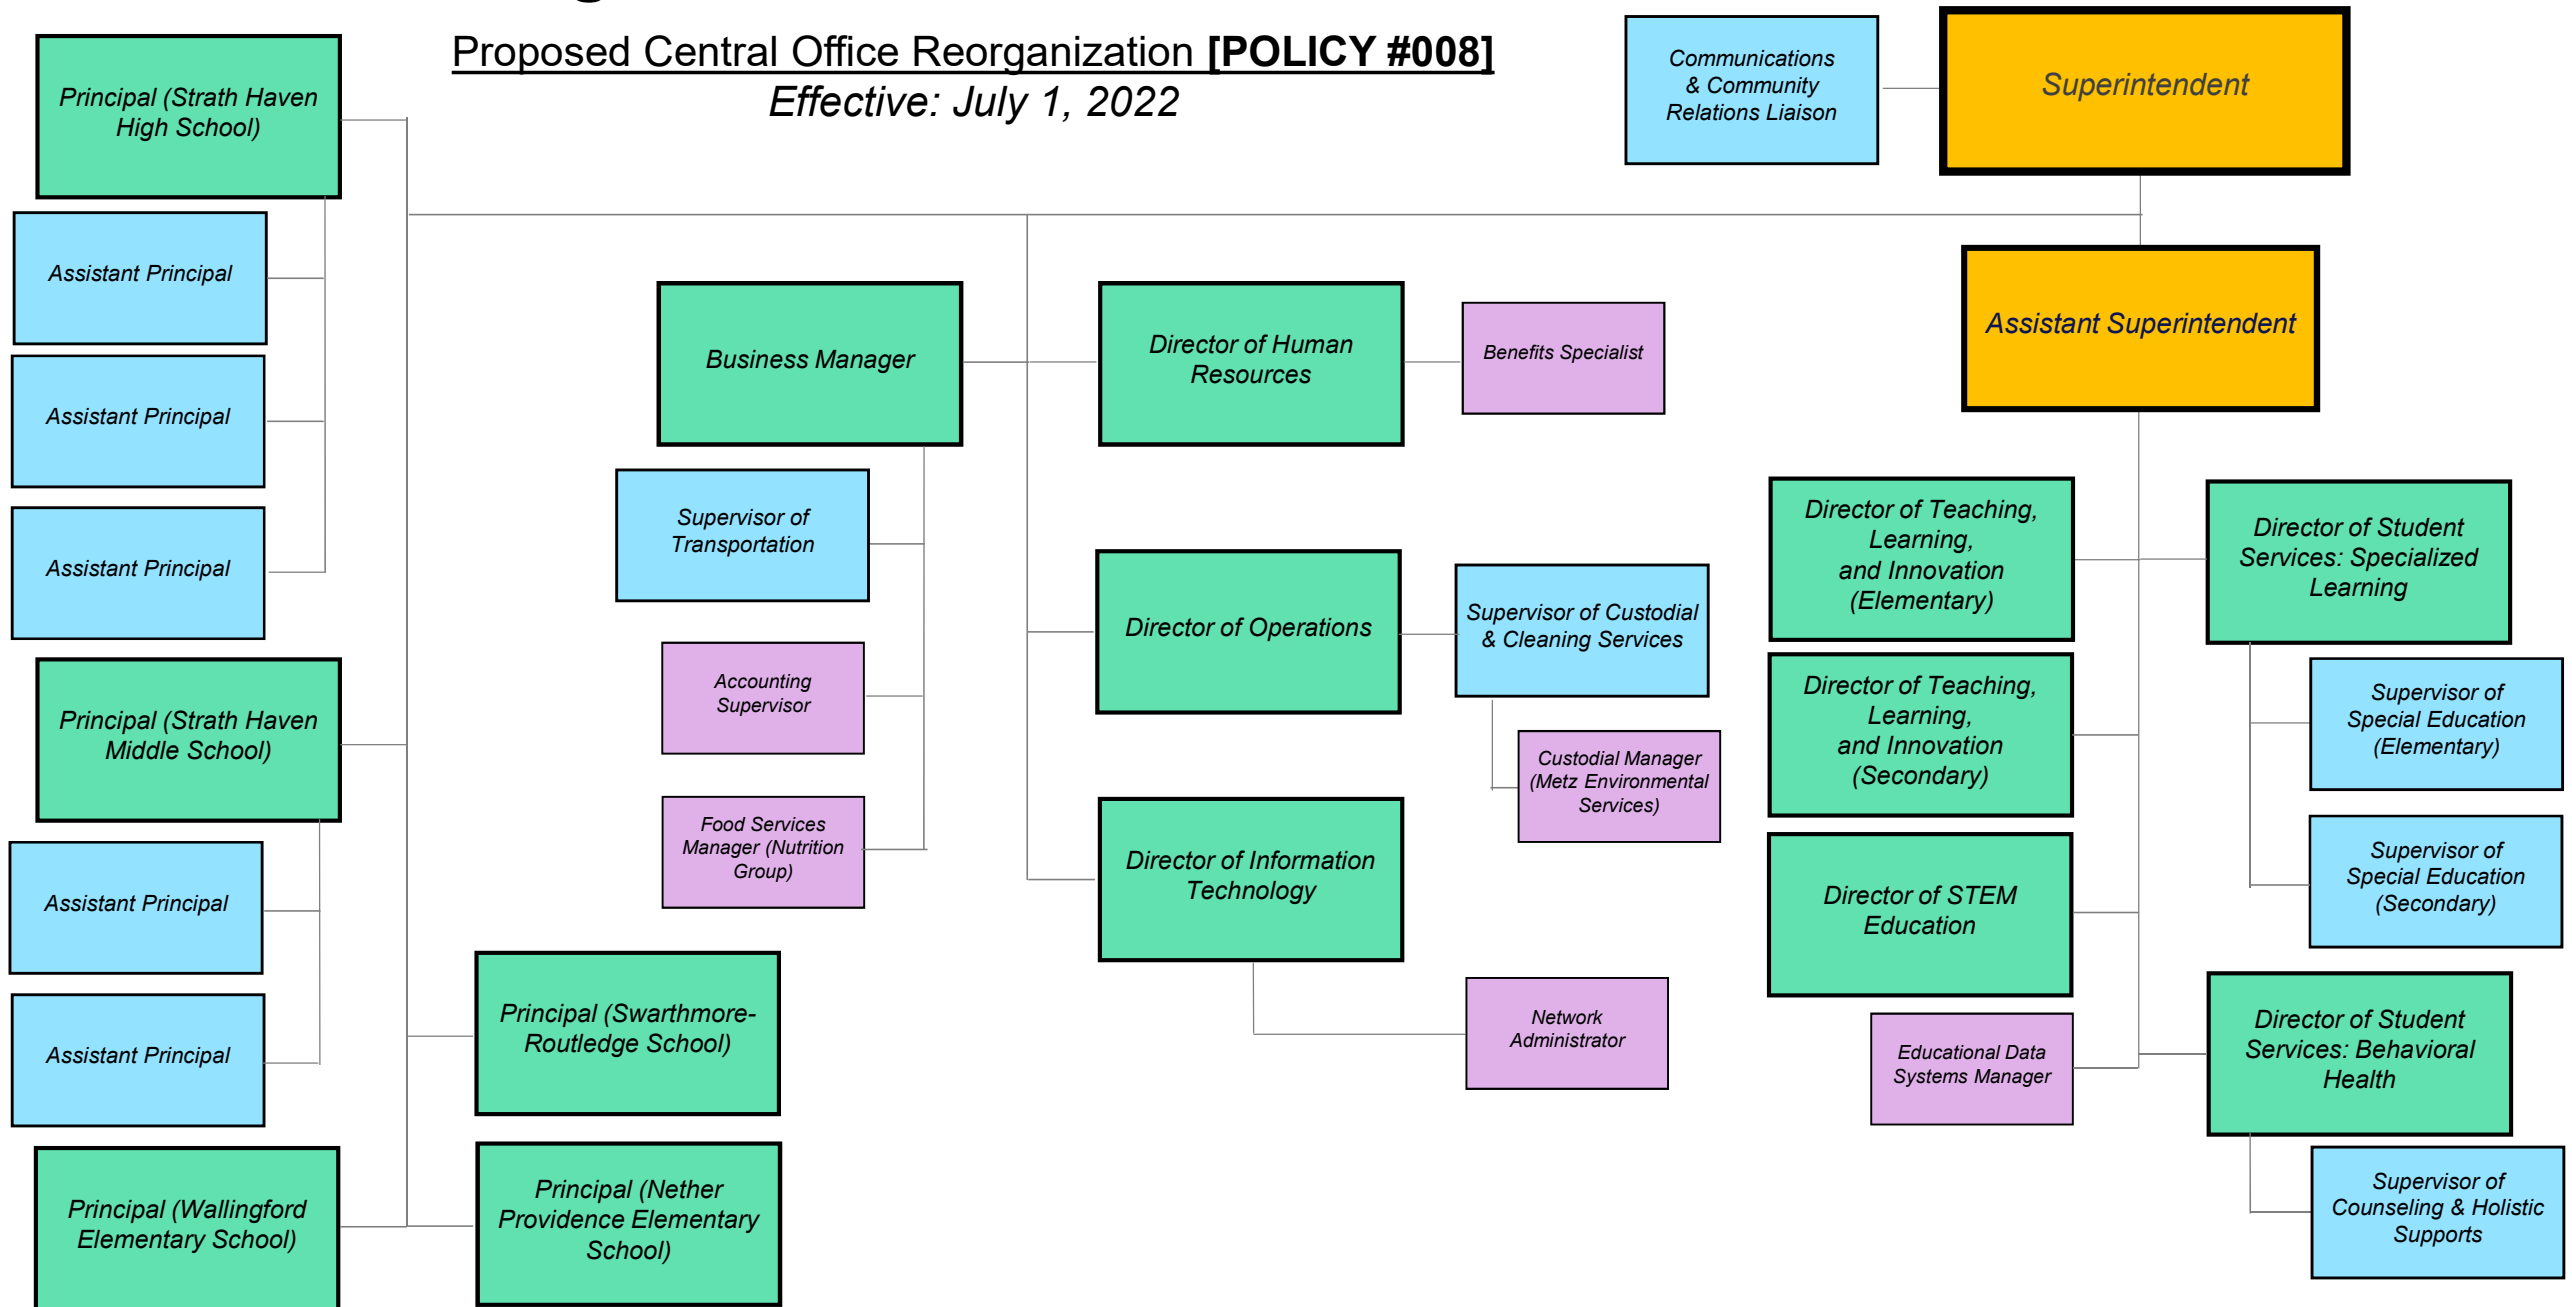 Proposed Central Office Reorganization [POLICY #008]
Effective: July 1, 2022
Communications
& Community
Relations Liaison
Superintendent
Principal (Strath Haven
High School)
Assistant Principal
Assistant Principal
Assistant Principal
Principal (Strath Haven
Middle School)
Assistant Principal
Assistant Principal
Principal (Wallingford
Elementary School)
Principal (Swarthmore-
Routledge School)
Principal (Nether
Providence Elementary
School)
Business Manager
Supervisor of
Transportation
Accounting
Supervisor
Food Services
Manager (Nutrition
Group)
Director of Human
Resources
Benefits Specialist
Director of Operations
Supervisor of Custodial
& Cleaning Services
Custodial Manager
(Metz Environmental
Services)
Director of Information
Technology
Network
Administrator
Assistant Superintendent
Director of Teaching,
Learning,
and Innovation
(Elementary)
Director of Teaching,
Learning,
and Innovation
(Secondary)
Director of STEM
Education
Educational Data
Systems Manager
Director of Student
Services: Specialized
Learning
Supervisor of
Special Education
(Elementary)
Supervisor of
Special Education
(Secondary)
Director of Student
Services: Behavioral
Health
Supervisor of
Counseling & Holistic
Supports